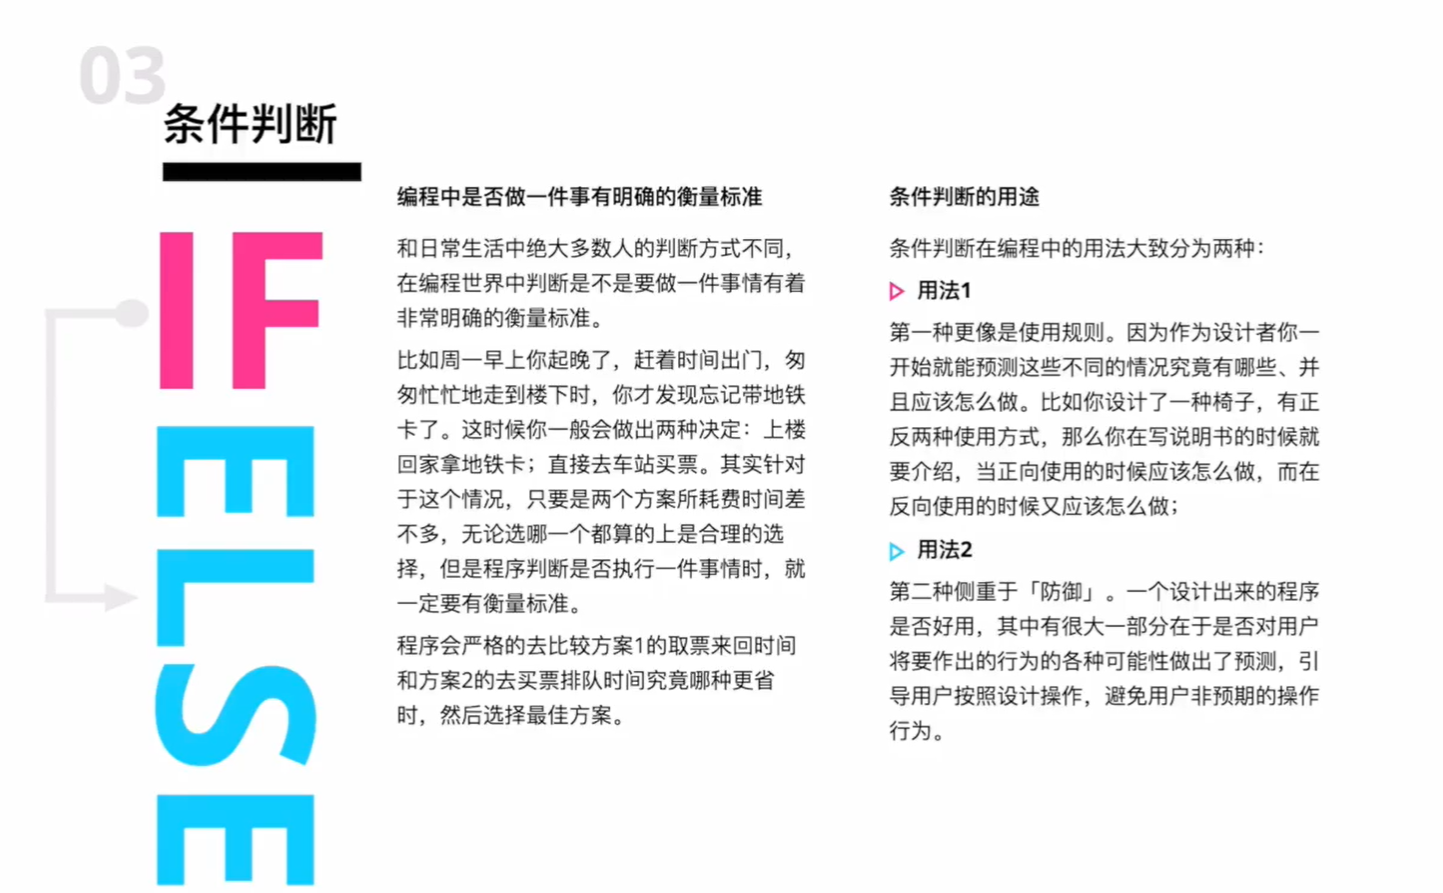 03
条件判断
IF
ELSE
编程中是否做一件事有明确的衡量标准
和日常生活中绝大多数人的判断方式不同，
在编程世界中判断是不是要做一件事情有着
非常明确的衡量标准。
比如周一早上你起晚了，赶着时间出门，匆
匆忙忙地走到楼下时，你才发现忘记带地铁
卡了。这时候你一般会做出两种决定：上楼
回家拿地铁卡；直接去车站买票。其实针对
于这个情况，只要是两个方案所耗费时间差
不多，无论选哪一个都算的上是合理的选
择，但是程序判断是否执行一件事情时，就
一定要有衡量标准。
程序会严格的去比较方案1的取票来回时间
和方案2的去买票排队时间究竟哪种更省
时，然后选择最佳方案。
条件判断的用途
条件判断在编程中的用法大致分为两种：
用法1
第一种更像是使用规则。因为作为设计者你一
开始就能预测这些不同的情况究竟有哪些、并
且应该怎么做。比如你设计了一种椅子，有正
反两种使用方式，那么你在写说明书的时候就
要介绍，当正向使用的时候应该怎么做，而在
反向使用的时候又应该怎么做；
用法2
第二种侧重于「防御」。一个设计出来的程序
是否好用，其中有很大一部分在于是否对用户
将要作出的行为的各种可能性做出了预测，引
导用户按照设计操作，避免用户非预期的操作
行为。